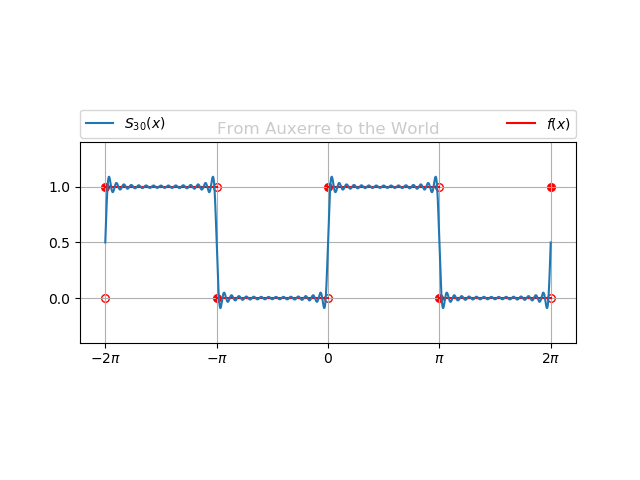 S₃₀(x)
From Auxerre to the World
f(x)
1.0
0.5
0.0
−2π
−π
0
π
2π